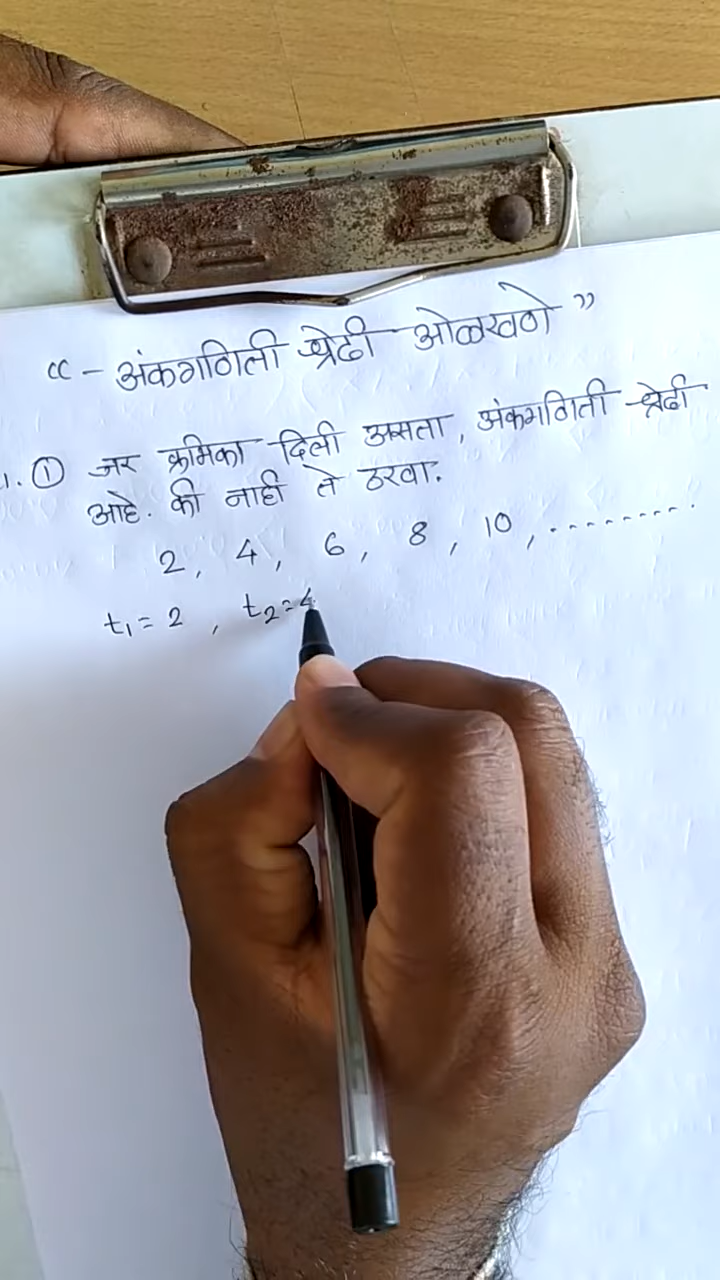 “ - अंकगणिती श्रेढी ओळखणे ”
1. ① जर क्रमिका दिली असता, अंकगणिती श्रेढी
आहे. की नाही ते ठरवा.
2, 4, 6, 8, 10, ..........
t₁ = 2 , t₂ = 4